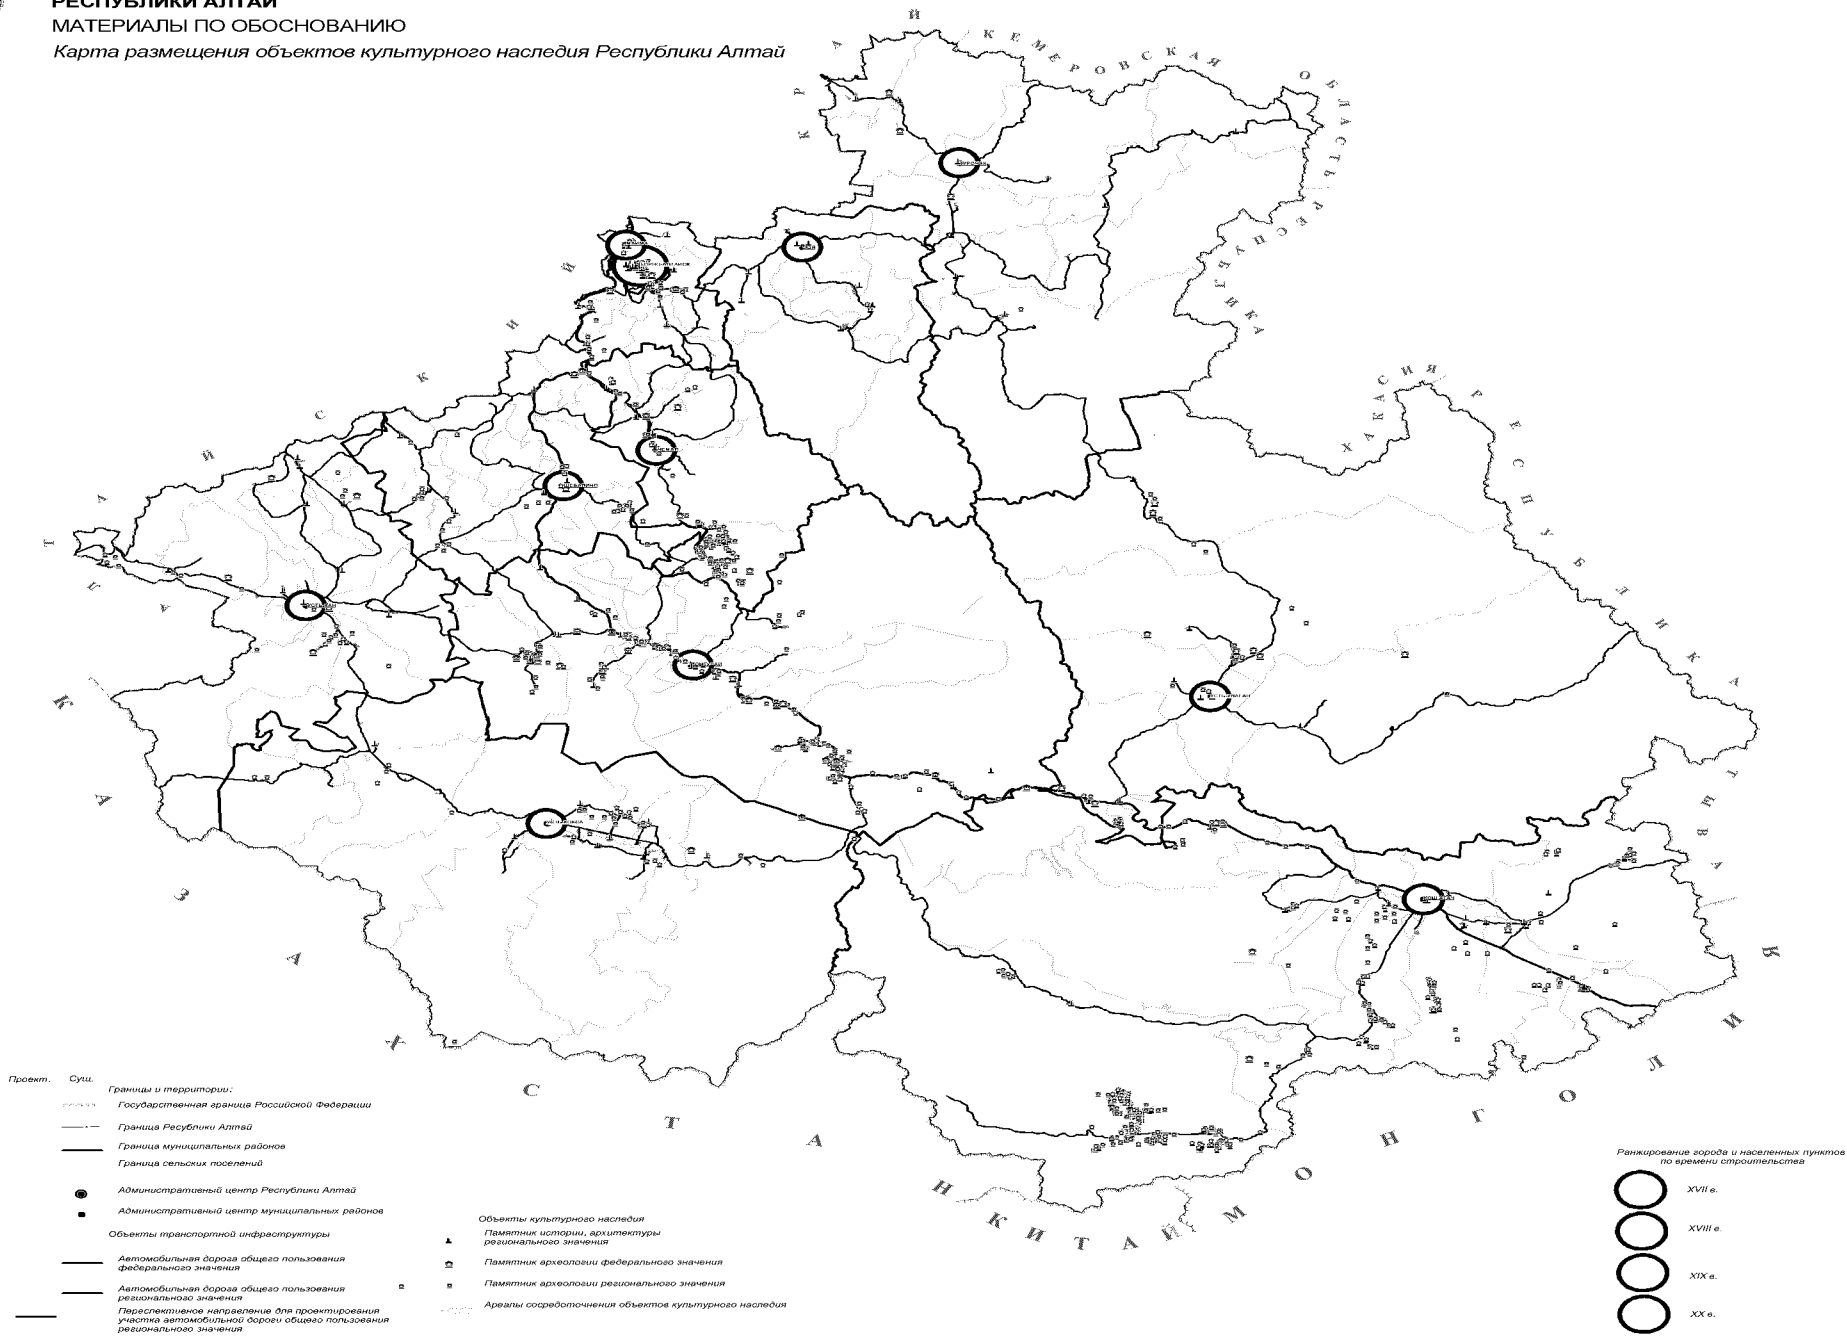 РЕСПУБЛИКИ АЛТАЙ
МАТЕРИАЛЫ ПО ОБОСНОВАНИЮ
Карта размещения объектов культурного наследия Республики Алтай
АЛТАЙСКИЙ КРАЙ
КЕМЕРОВСКАЯ ОБЛАСТЬ
РЕСПУБЛИКА ХАКАСИЯ
РЕСПУБЛИКА ТЫВА
КАЗАХСТАН
КИТАЙ
МОНГОЛИЯ
Проект. Сущ.
Границы и территории:
Государственная граница Российской Федерации
Граница Ресублики Алтай
Граница муниципальных районов
Граница сельских поселений
Административный центр Республики Алтай
Административный центр муниципальных районов
Объекты транспортной инфраструктуры
Автомобильная дорога общего пользования
федерального значения
Автомобильная дорога общего пользования
регионального значения
Переспективное направление для проектирования
участка автомобильной дороги общего пользования
регионального значения
Объекты культурного наследия
Памятник истории, архитектуры
регионального значения
Памятник археологии федерального значения
Памятник археологии регионального значения
Ареалы сосредоточения объектов культурного наследия
Ранжирование города и населенных пунктов
по времени строительства
XVII в.
XVIII в.
XIX в.
XX в.